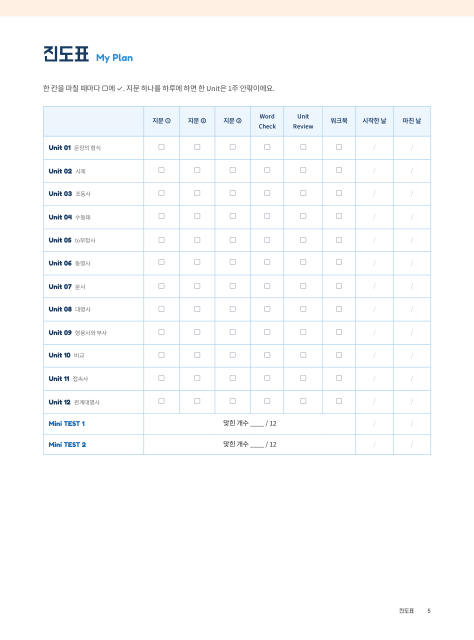 진도표 My Plan
한 칸을 마칠 때마다 ☐에 ✓. 지문 하나를 하루에 하면 한 Unit은 1주 안팎이에요.
지문 ① 지문 ② 지문 ③ Word Check Unit Review 워크북 시작한 날 마친 날
Unit 01 문장의 형식 ☐ ☐ ☐ ☐ ☐ ☐ / /
Unit 02 시제 ☐ ☐ ☐ ☐ ☐ ☐ / /
Unit 03 조동사 ☐ ☐ ☐ ☐ ☐ ☐ / /
Unit 04 수동태 ☐ ☐ ☐ ☐ ☐ ☐ / /
Unit 05 to부정사 ☐ ☐ ☐ ☐ ☐ ☐ / /
Unit 06 동명사 ☐ ☐ ☐ ☐ ☐ ☐ / /
Unit 07 분사 ☐ ☐ ☐ ☐ ☐ ☐ / /
Unit 08 대명사 ☐ ☐ ☐ ☐ ☐ ☐ / /
Unit 09 형용사와 부사 ☐ ☐ ☐ ☐ ☐ ☐ / /
Unit 10 비교 ☐ ☐ ☐ ☐ ☐ ☐ / /
Unit 11 접속사 ☐ ☐ ☐ ☐ ☐ ☐ / /
Unit 12 관계대명사 ☐ ☐ ☐ ☐ ☐ ☐ / /
Mini TEST 1 맞힌 개수 ____ / 12 / /
Mini TEST 2 맞힌 개수 ____ / 12 / /
진도표 5